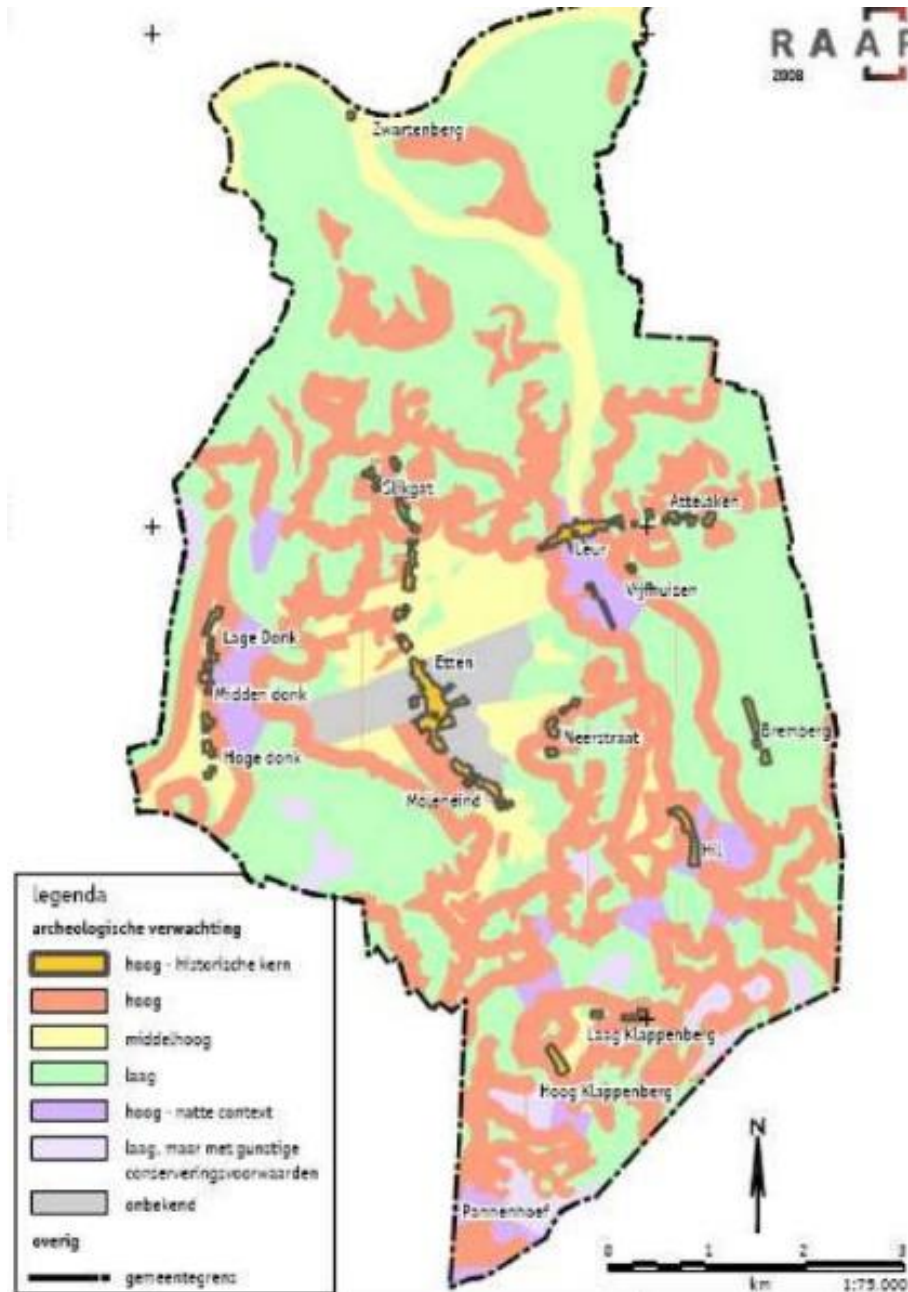 RAAP
2008
Zwartenberg
Slikgat
Attelaken
Leur
Vijfhuizen
Lage Donk
Etten
Midden donk
Neerstraat
Bremberg
Hoge donk
Moleneind
Hil
legenda
archeologische verwachting
hoog - historische kern
hoog
middelhoog
laag
hoog - natte context
laag, maar met gunstige
conserveringsvoorwaarden
onbekend
overig
gemeentegrens
Laag Klappenberg
Hoog Klappenberg
Pannenhoef
N
0 1 2 3
km 1:75.000